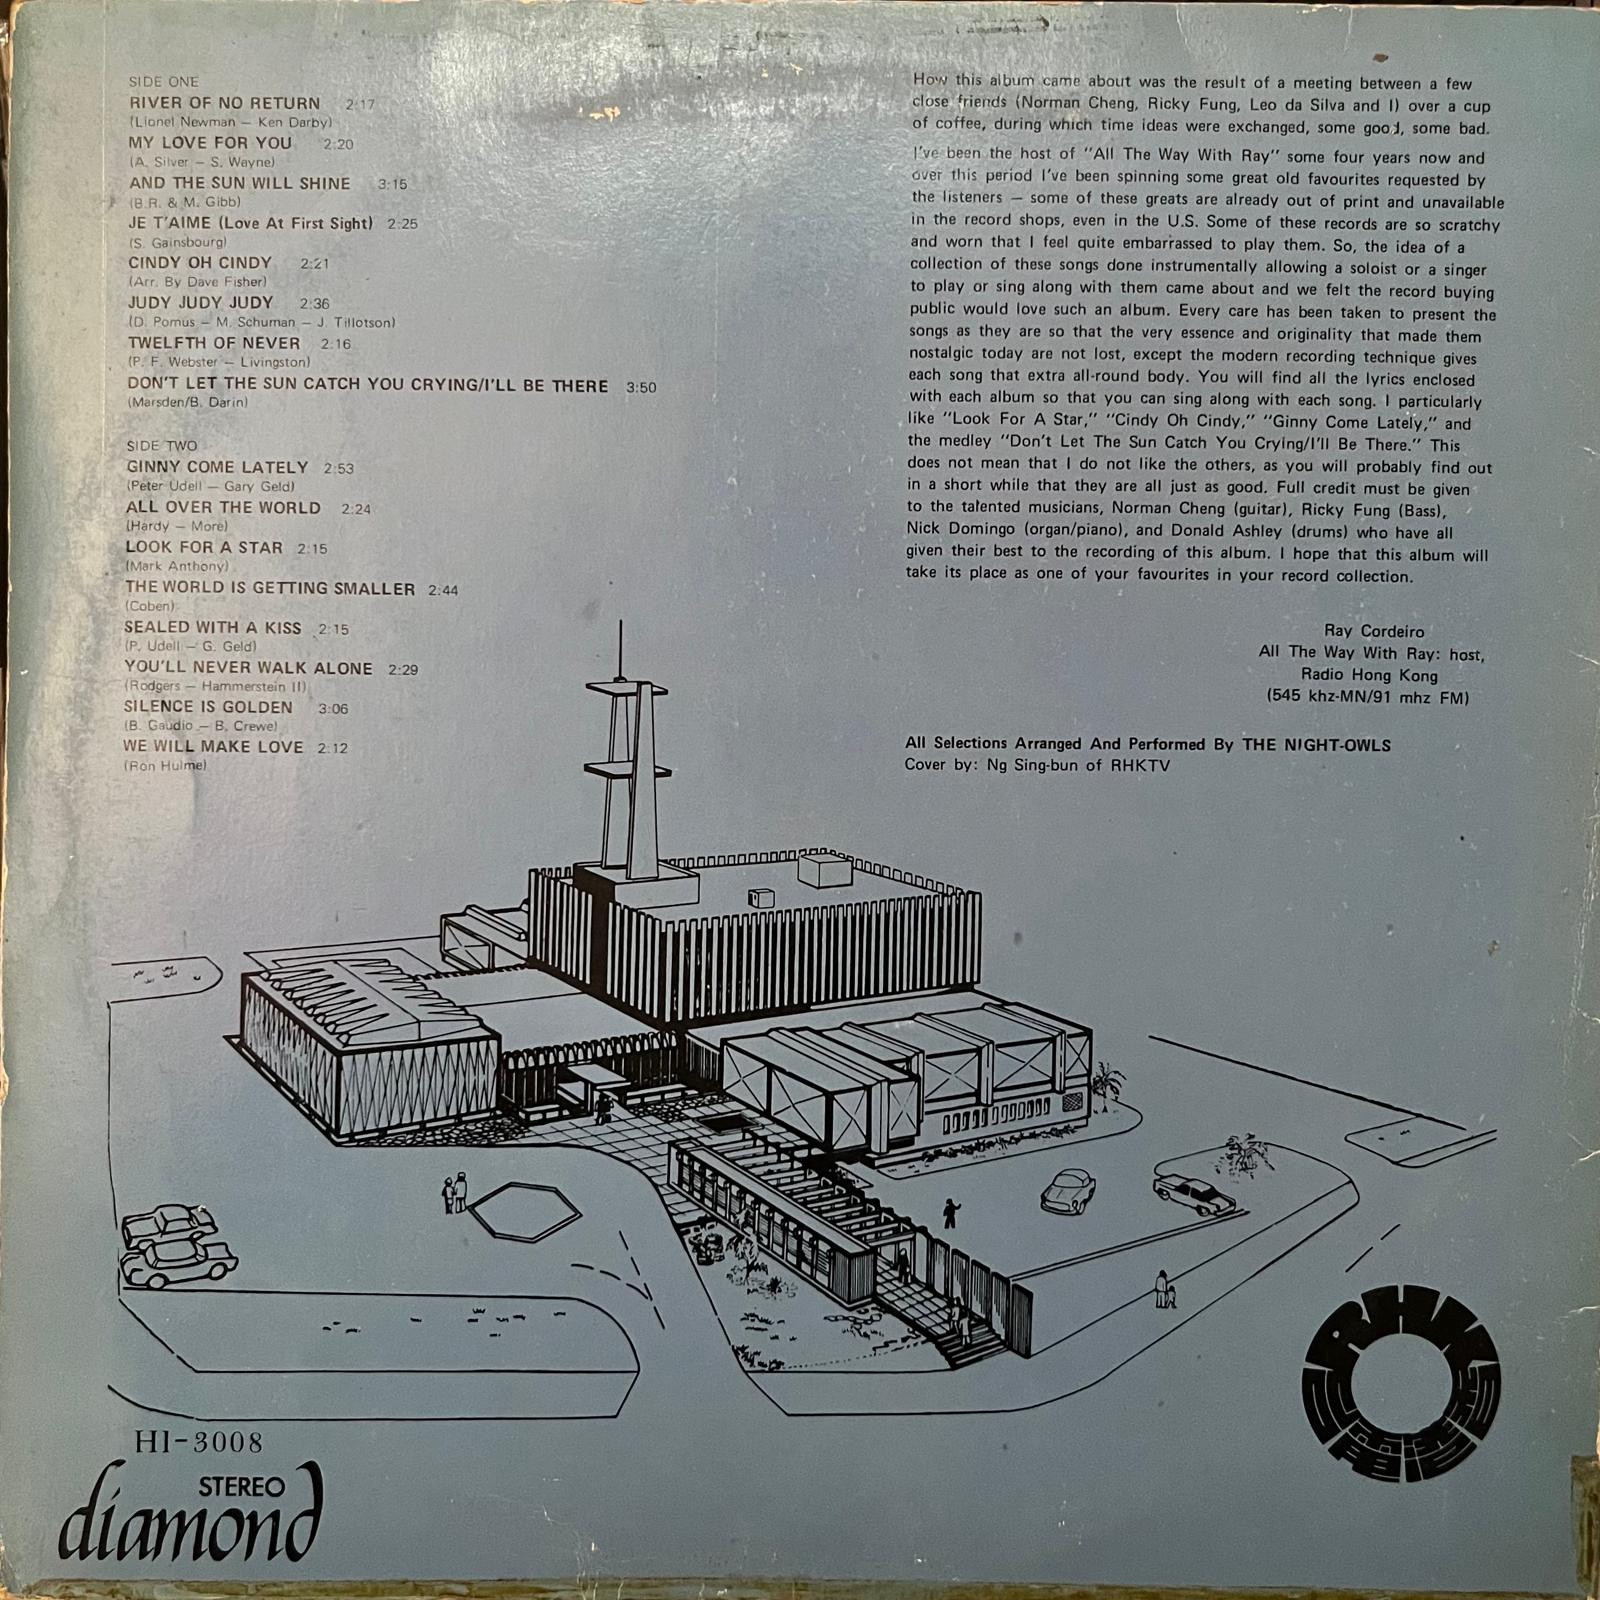 SIDE ONE
RIVER OF NO RETURN 2:17
(Lionel Newman – Ken Darby)
MY LOVE FOR YOU 2:20
(A. Silver – S. Wayne)
AND THE SUN WILL SHINE 3:15
(B.R. & M. Gibb)
JE T'AIME (Love At First Sight) 2:25
(S. Gainsbourg)
CINDY OH CINDY 2:21
(Arr. By Dave Fisher)
JUDY JUDY JUDY 2:36
(D. Pomus – M. Schuman – J. Tillotson)
TWELFTH OF NEVER 2:16
(P. F. Webster – Livingston)
DON'T LET THE SUN CATCH YOU CRYING/I'LL BE THERE 3:50
(Marsden/B. Darin)
SIDE TWO
GINNY COME LATELY 2:53
(Peter Udell – Gary Geld)
ALL OVER THE WORLD 2:24
(Hardy – More)
LOOK FOR A STAR 2:15
(Mark Anthony)
THE WORLD IS GETTING SMALLER 2:44
(Coben)
SEALED WITH A KISS 2:15
(P. Udell – G. Geld)
YOU'LL NEVER WALK ALONE 2:29
(Rodgers – Hammerstein II)
SILENCE IS GOLDEN 3:06
(B. Gaudio – B. Crewe)
WE WILL MAKE LOVE 2:12
(Ron Hulme)
How this album came about was the result of a meeting between a few
close friends (Norman Cheng, Ricky Fung, Leo da Silva and I) over a cup
of coffee, during which time ideas were exchanged, some good, some bad.
I've been the host of "All The Way With Ray" some four years now and
over this period I've been spinning some great old favourites requested by
the listeners – some of these greats are already out of print and unavailable
in the record shops, even in the U.S. Some of these records are so scratchy
and worn that I feel quite embarrassed to play them. So, the idea of a
collection of these songs done instrumentally allowing a soloist or a singer
to play or sing along with them came about and we felt the record buying
public would love such an album. Every care has been taken to present the
songs as they are so that the very essence and originality that made them
nostalgic today are not lost, except the modern recording technique gives
each song that extra all-round body. You will find all the lyrics enclosed
with each album so that you can sing along with each song. I particularly
like "Look For A Star," "Cindy Oh Cindy," "Ginny Come Lately," and
the medley "Don't Let The Sun Catch You Crying/I'll Be There." This
does not mean that I do not like the others, as you will probably find out
in a short while that they are all just as good. Full credit must be given
to the talented musicians, Norman Cheng (guitar), Ricky Fung (Bass),
Nick Domingo (organ/piano), and Donald Ashley (drums) who have all
given their best to the recording of this album. I hope that this album will
take its place as one of your favourites in your record collection.
Ray Cordeiro
All The Way With Ray: host,
Radio Hong Kong
(545 khz-MN/91 mhz FM)
All Selections Arranged And Performed By THE NIGHT-OWLS
Cover by: Ng Sing-bun of RHKTV
RHK
HI-3008
STEREO
diamond